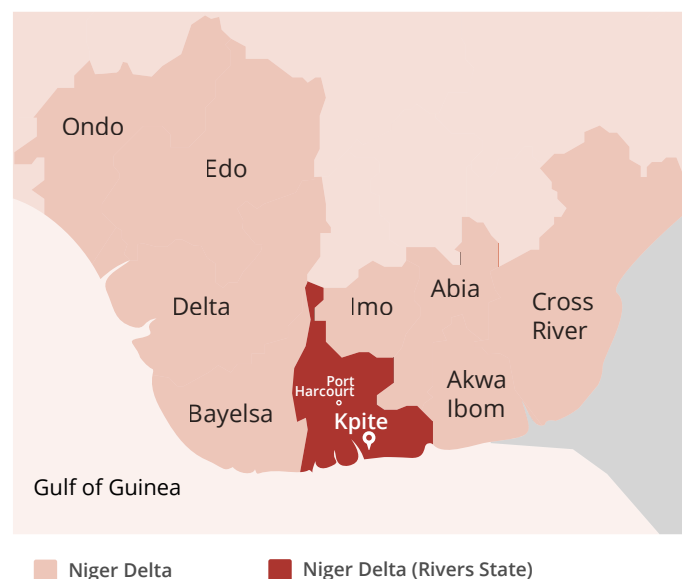 Ondo
Edo
Delta
Imo
Abia
Cross
River
Port
Harcourt
Akwa
Ibom
Bayelsa
Kpite
Gulf of Guinea
Niger Delta
Niger Delta (Rivers State)